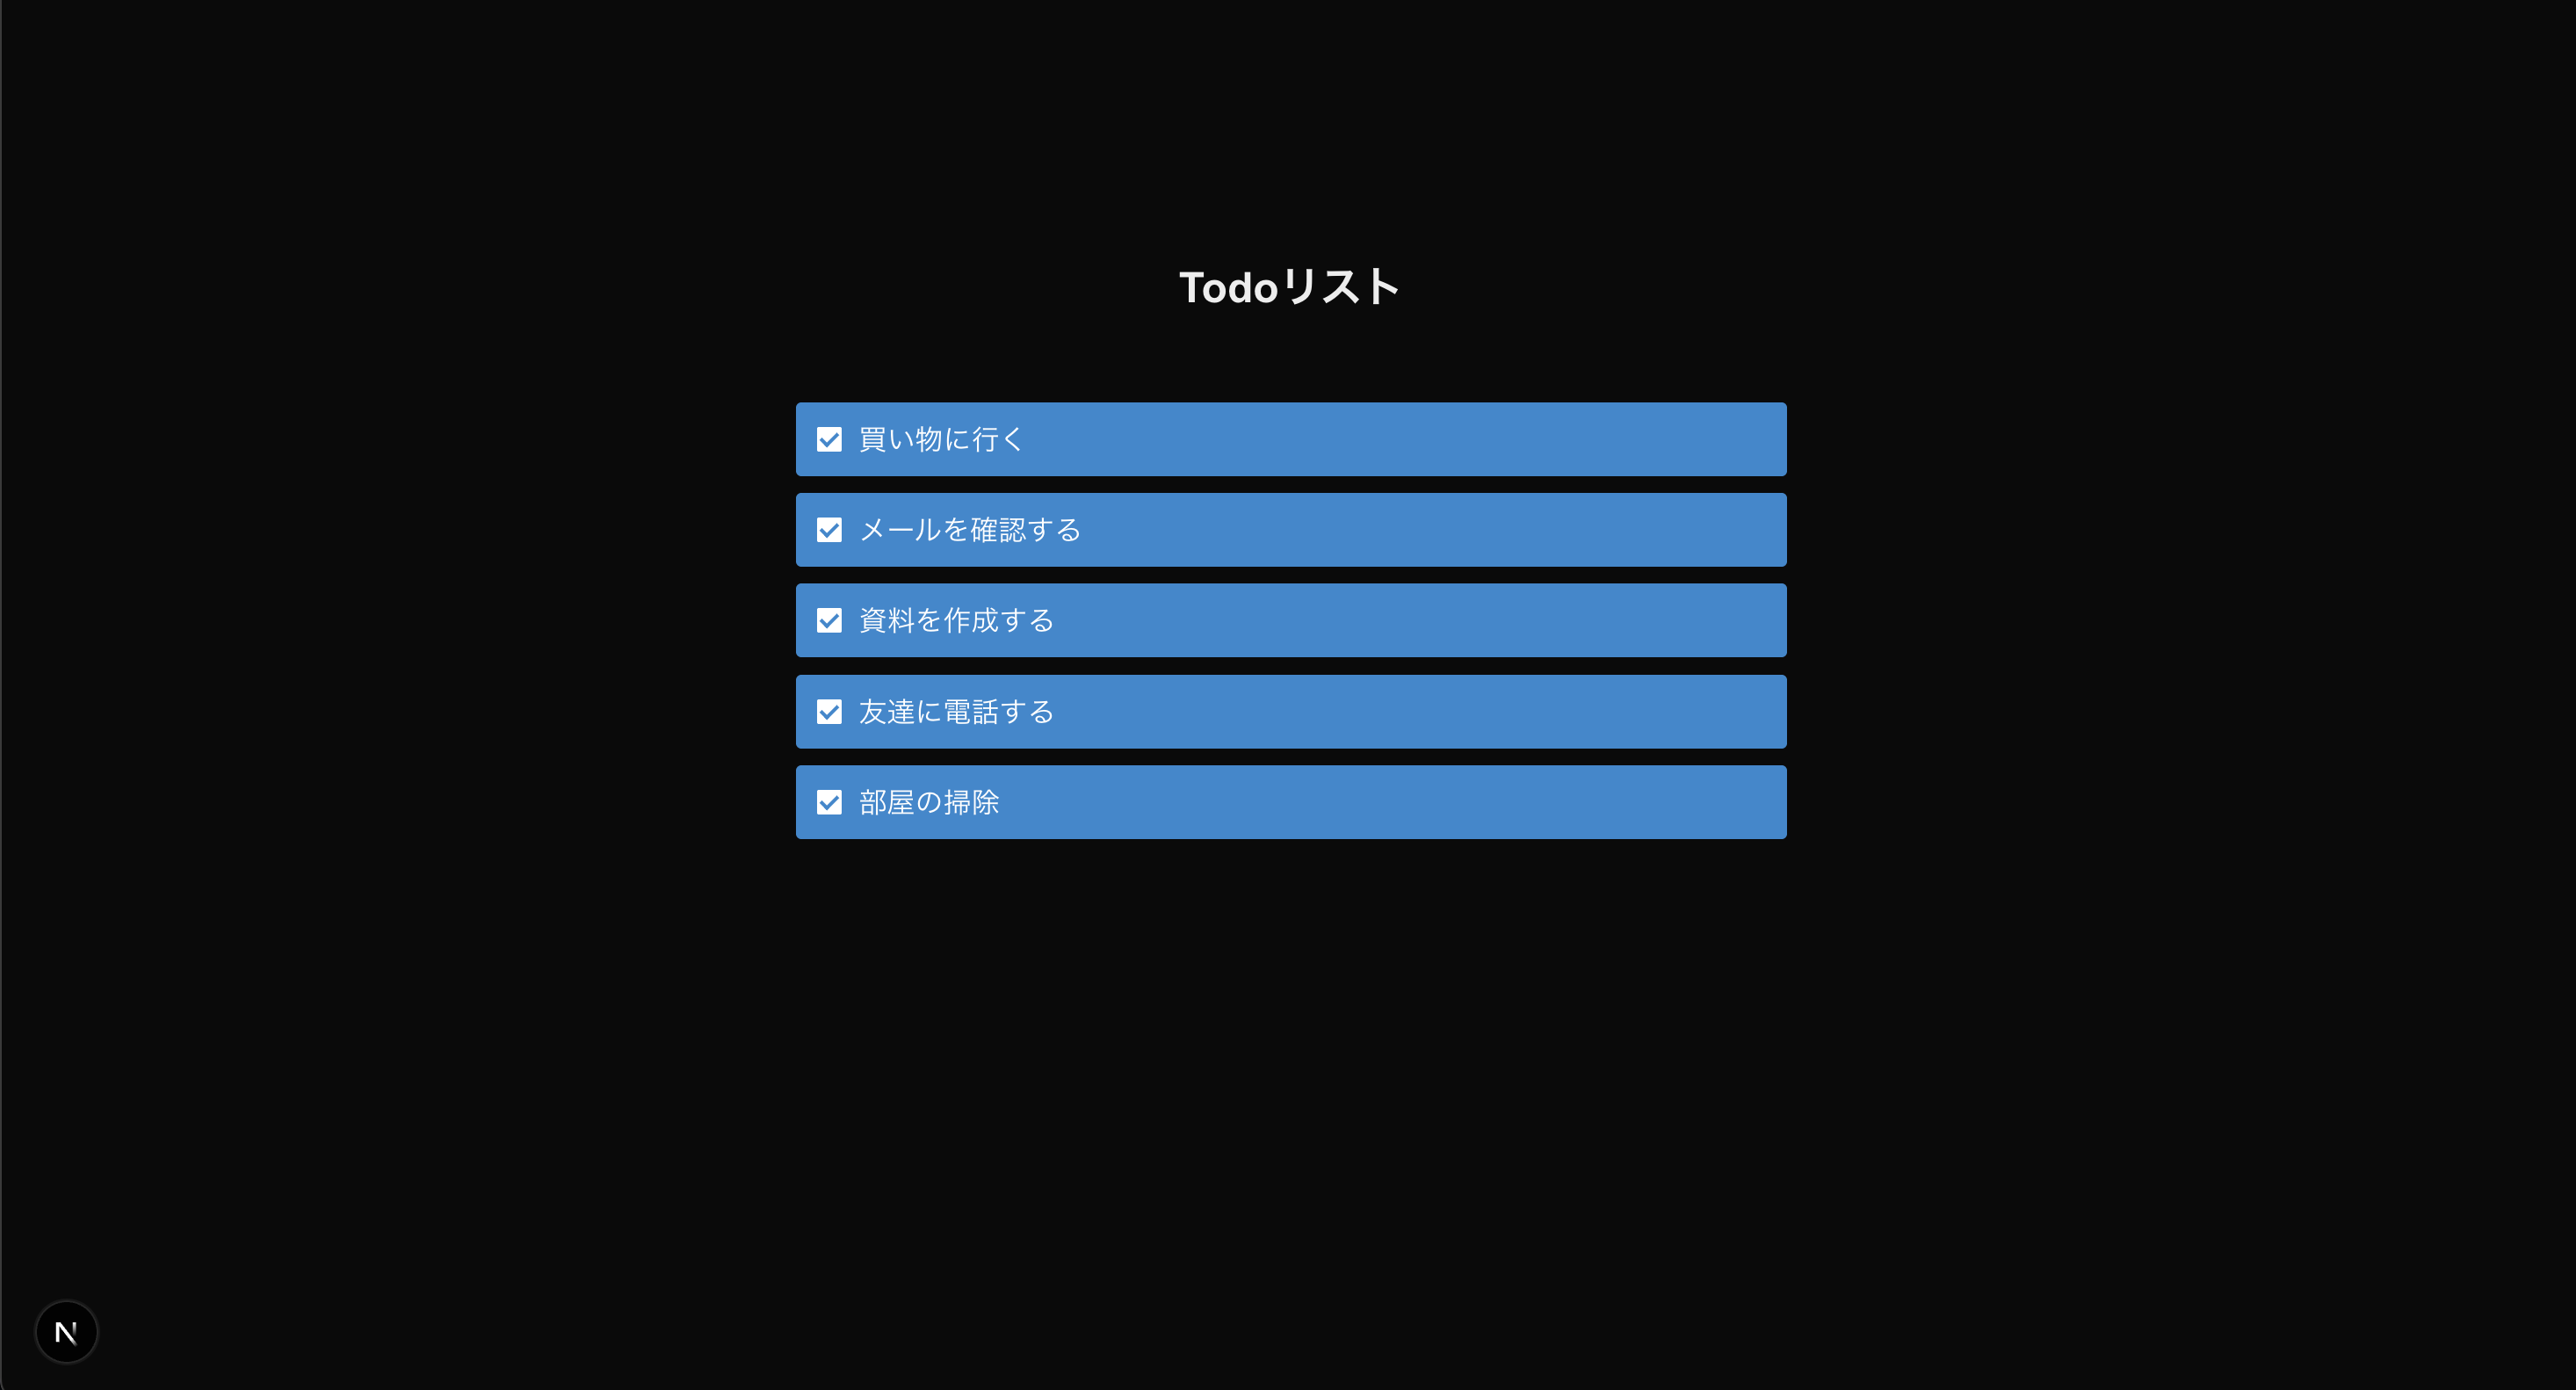 Todoリスト
買い物に行く
メールを確認する
資料を作成する
友達に電話する
部屋の掃除
N